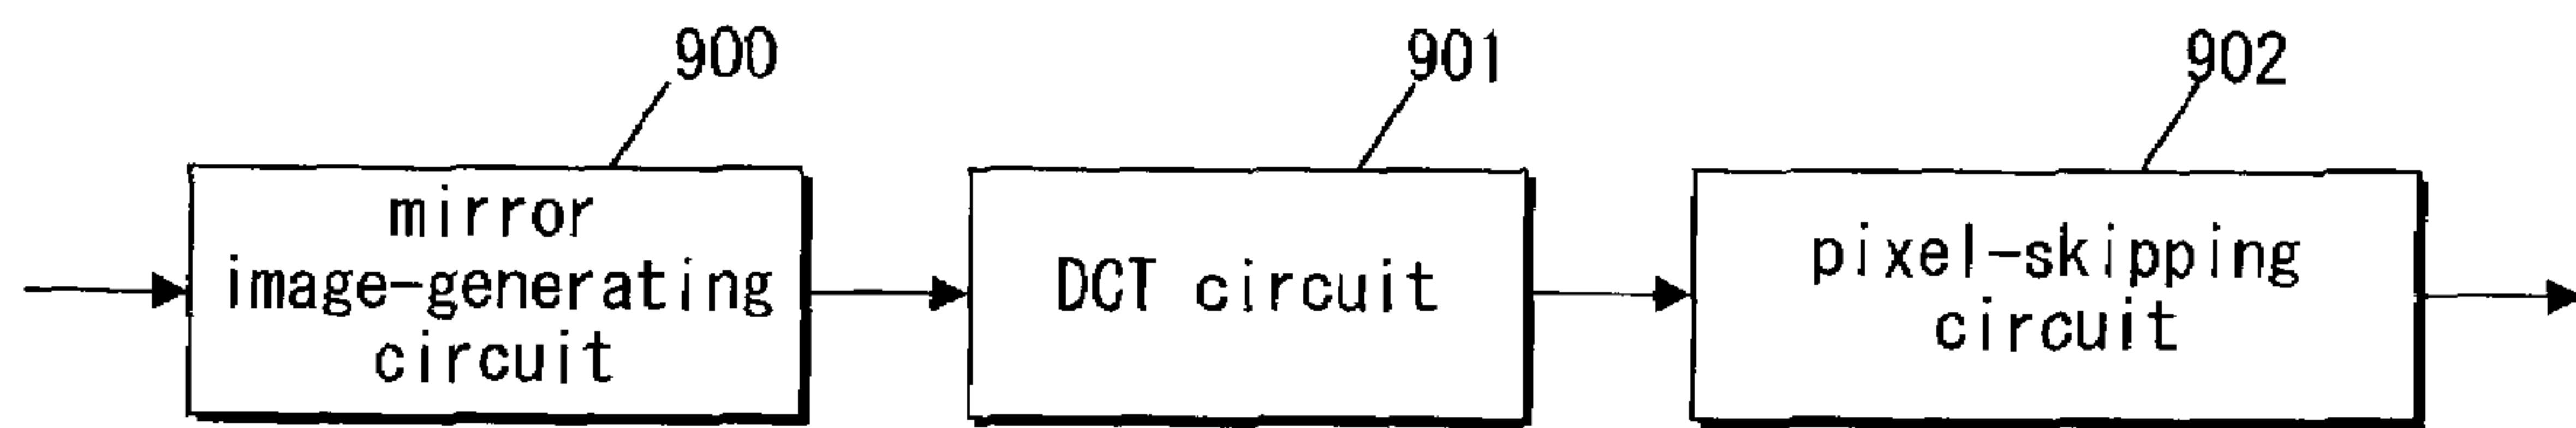 900
901
902
mirror
image-generating
circuit
DCT circuit
pixel-skipping
circuit